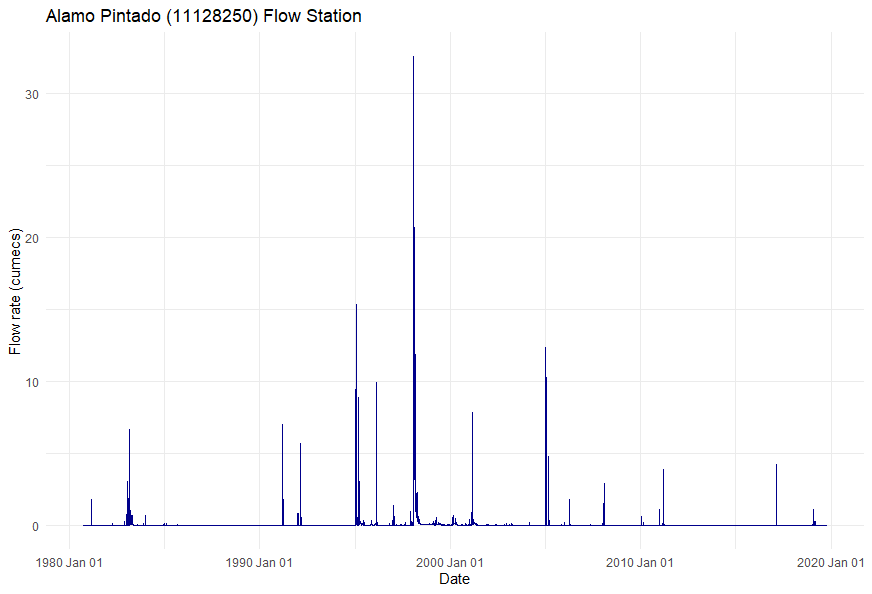 Alamo Pintado (11128250) Flow Station
Flow rate (cumecs)
30
20
10
0
1980 Jan 01
1990 Jan 01
2000 Jan 01
2010 Jan 01
2020 Jan 01
Date